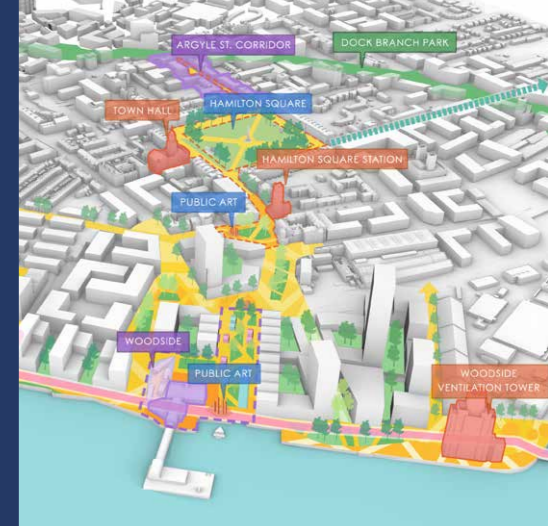 ARGYLE ST. CORRIDOR
DOCK BRANCH PARK
TOWN HALL
HAMILTON SQUARE
HAMILTON SQUARE STATION
PUBLIC ART
WOODSIDE
PUBLIC ART
WOODSIDE
VENTILATION TOWER